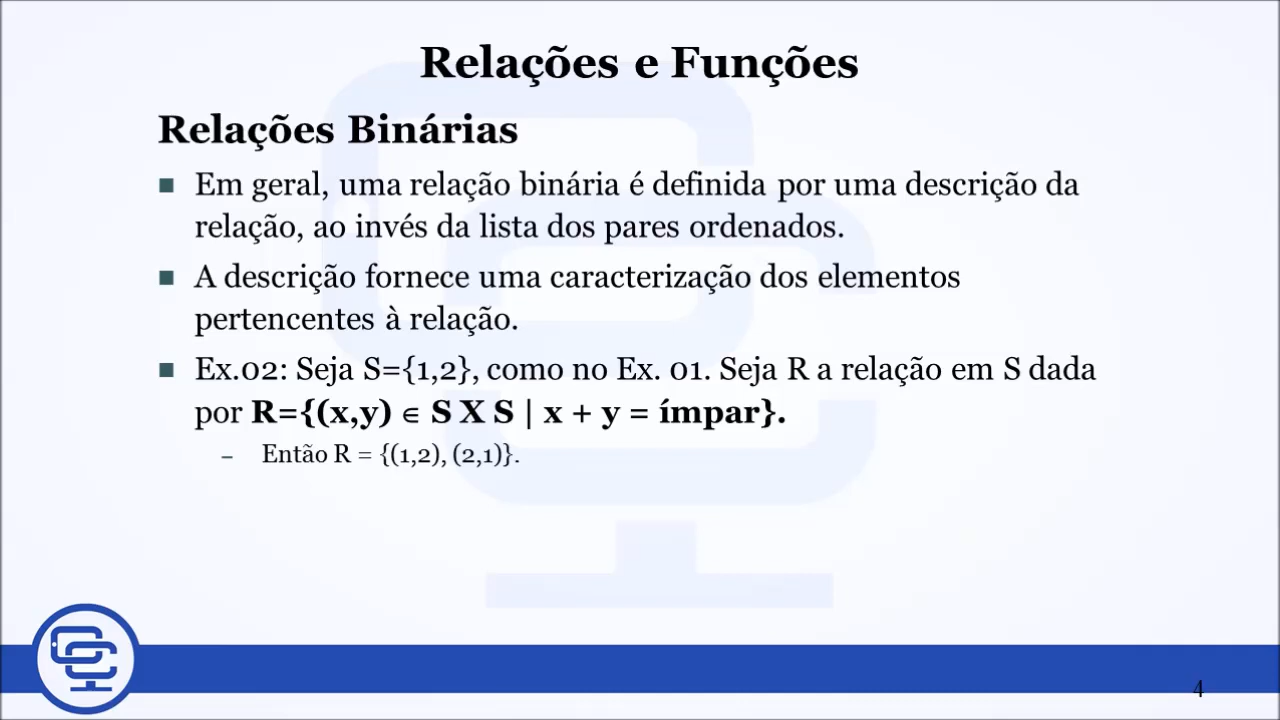 Relações e Funções
Relações Binárias
Em geral, uma relação binária é definida por uma descrição da
relação, ao invés da lista dos pares ordenados.
A descrição fornece uma caracterização dos elementos
pertencentes à relação.
Ex.02: Seja S={1,2}, como no Ex. 01. Seja R a relação em S dada
por R={(x,y) ∈ S X S | x + y = ímpar}.
– Então R = {(1,2), (2,1)}.
4